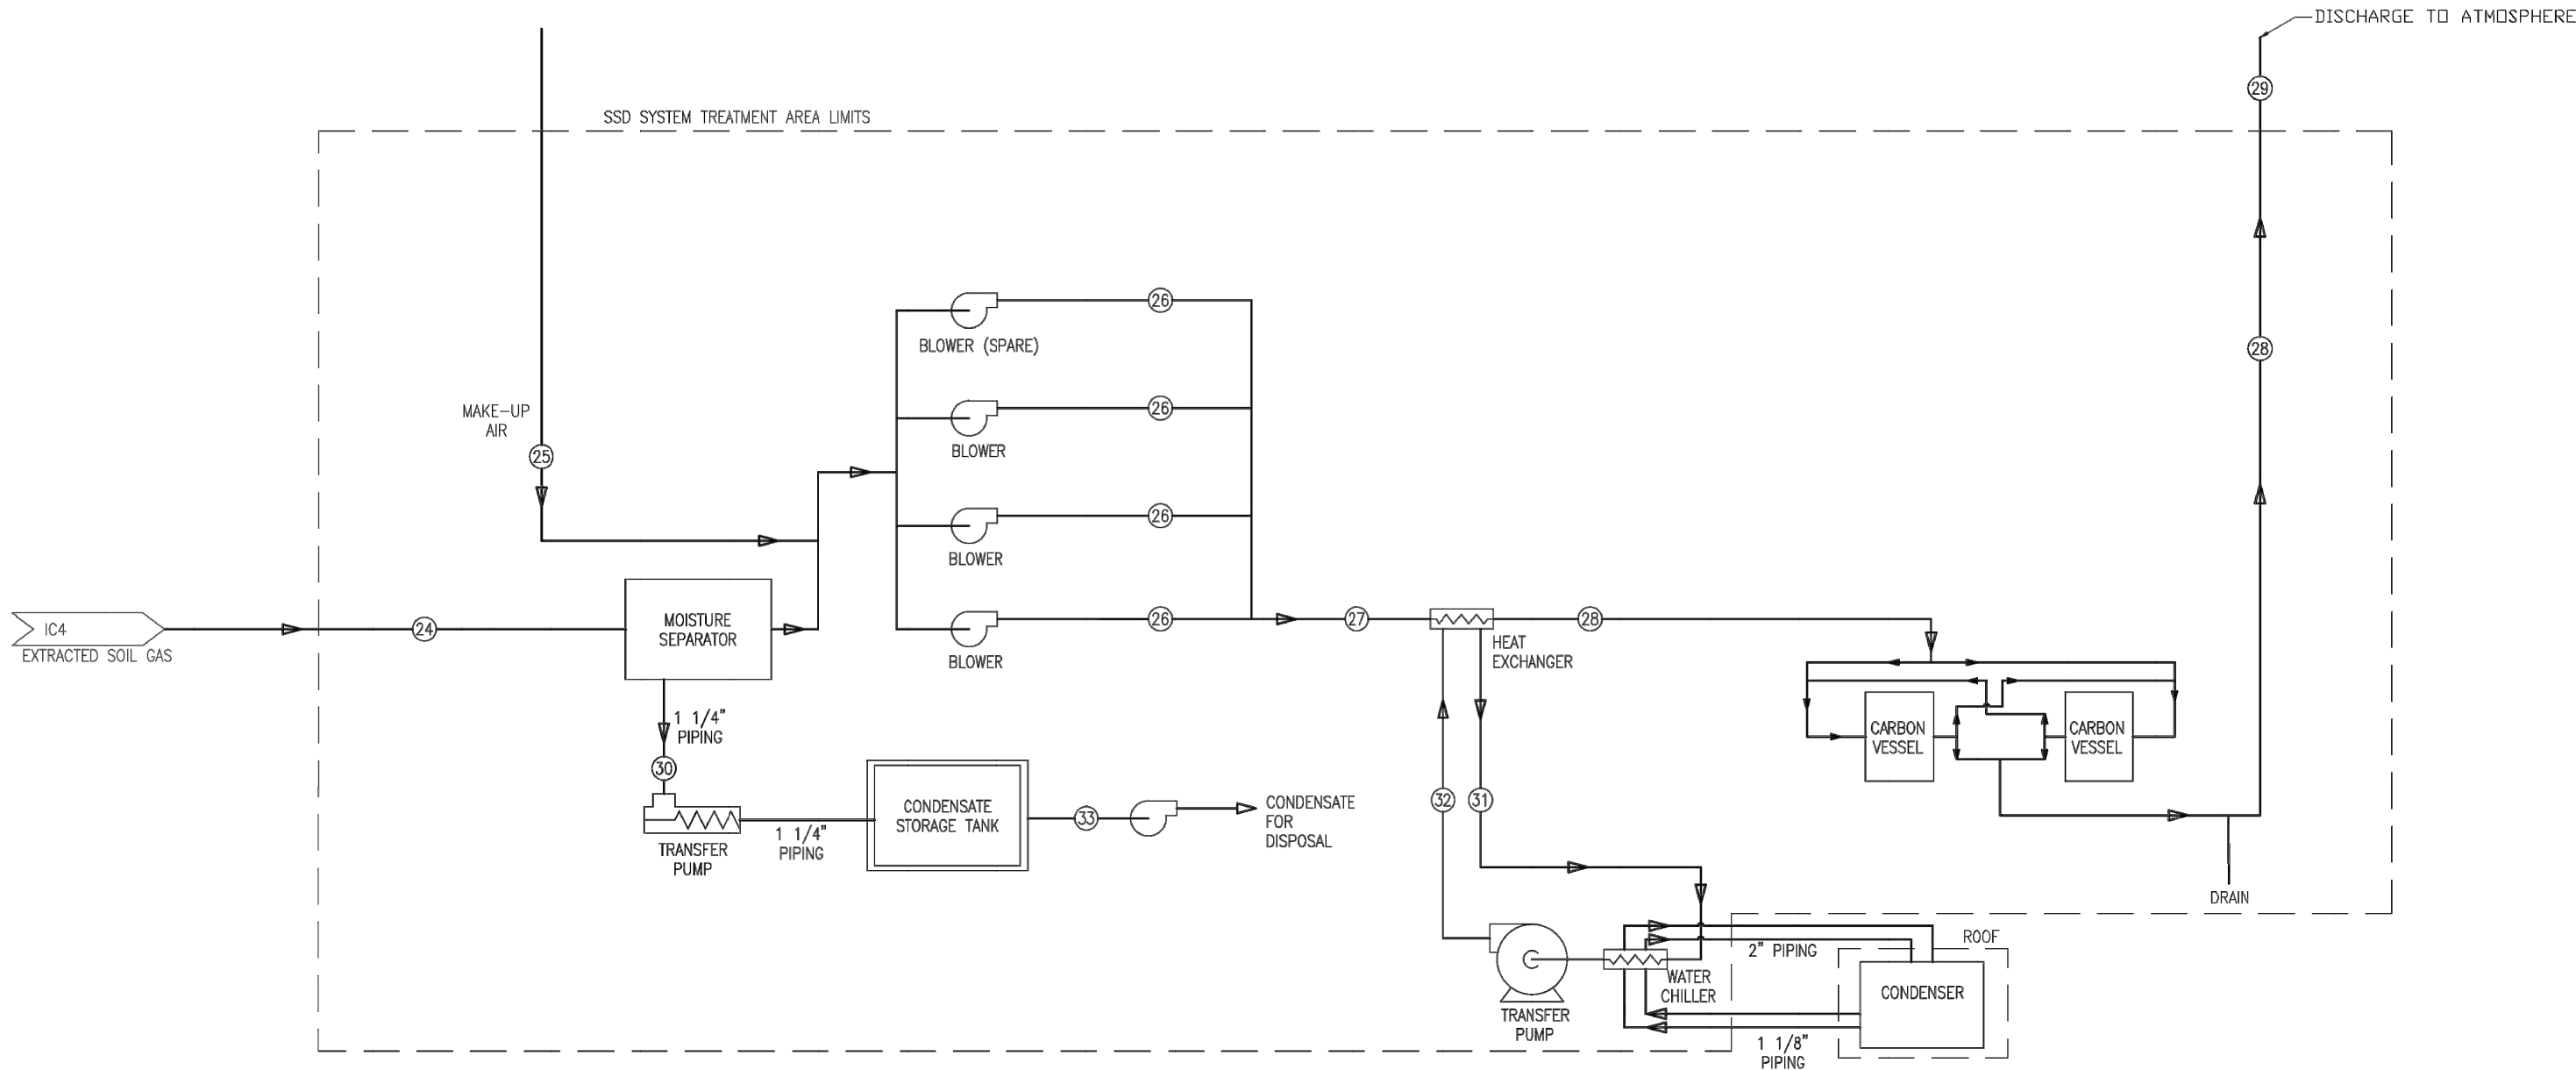 DISCHARGE TO ATMOSPHERE
29
SSD SYSTEM TREATMENT AREA LIMITS
26
BLOWER (SPARE)
28
MAKE-UP
AIR
25
26
BLOWER
26
BLOWER
IC4
EXTRACTED SOIL GAS
24
MOISTURE
SEPARATOR
26
BLOWER
27
HEAT
EXCHANGER
28
1 1/4"
PIPING
30
TRANSFER
PUMP
1 1/4"
PIPING
CONDENSATE
STORAGE TANK
33
CONDENSATE
FOR
DISPOSAL
32
31
CARBON
VESSEL
CARBON
VESSEL
DRAIN
ROOF
2" PIPING
WATER
CHILLER
CONDENSER
TRANSFER
PUMP
1 1/8"
PIPING